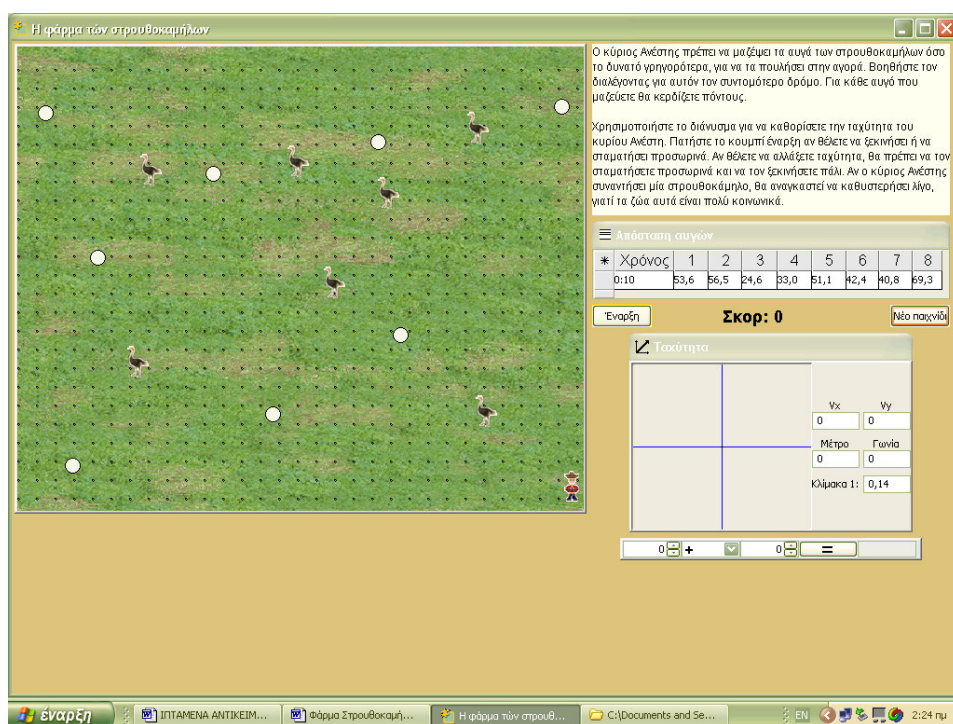 Η φάρμα τών στρουθοκαμήλων
Ο κύριος Ανέστης πρέπει να μαζέψει τα αυγά των στρουθοκαμήλων όσο
το δυνατό γρηγορότερα, για να τα πουλήσει στην αγορά. Βοηθήστε τον
διαλέγοντας για αυτόν τον συντομότερο δρόμο. Για κάθε αυγό που
μαζεύετε θα κερδίζετε πόντους.
Χρησιμοποιήστε το διάνυσμα για να καθορίσετε την ταχύτητα του
κυρίου Ανέστη. Πατήστε το κουμπί έναρξη αν θέλετε να ξεκινήσει ή να
σταματήσει προσωρινά. Αν θέλετε να αλλάξετε ταχύτητα, θα πρέπει να τον
σταματήσετε προσωρινά και να τον ξεκινήσετε πάλι. Αν ο κύριος Ανέστης
συναντήσει μία στρουθοκάμηλο, θα αναγκαστεί να καθυστερήσει λίγο,
γιατί τα ζώα αυτά είναι πολύ κοινωνικά.
Απόσταση αυγών
* Χρόνος 1 2 3 4 5 6 7 8
0:10 53,6 56,5 24,6 33,0 51,1 42,4 40,8 69,3
Έναρξη Σκορ: 0 Νέο παιχνίδι
Ταχύτητα
Vx Vy
0 0
Μέτρο Γωνία
0 0
Κλίμακα 1: 0,14
0 + 0 =
έναρξη ΙΠΤΑΜΕΝΑ ΑΝΤΙΚΕΙΜ... Φάρμα Στρουθοκαμή... Η φάρμα τών στρουθ... C:\Documents and Se... EN 2:24 πμ